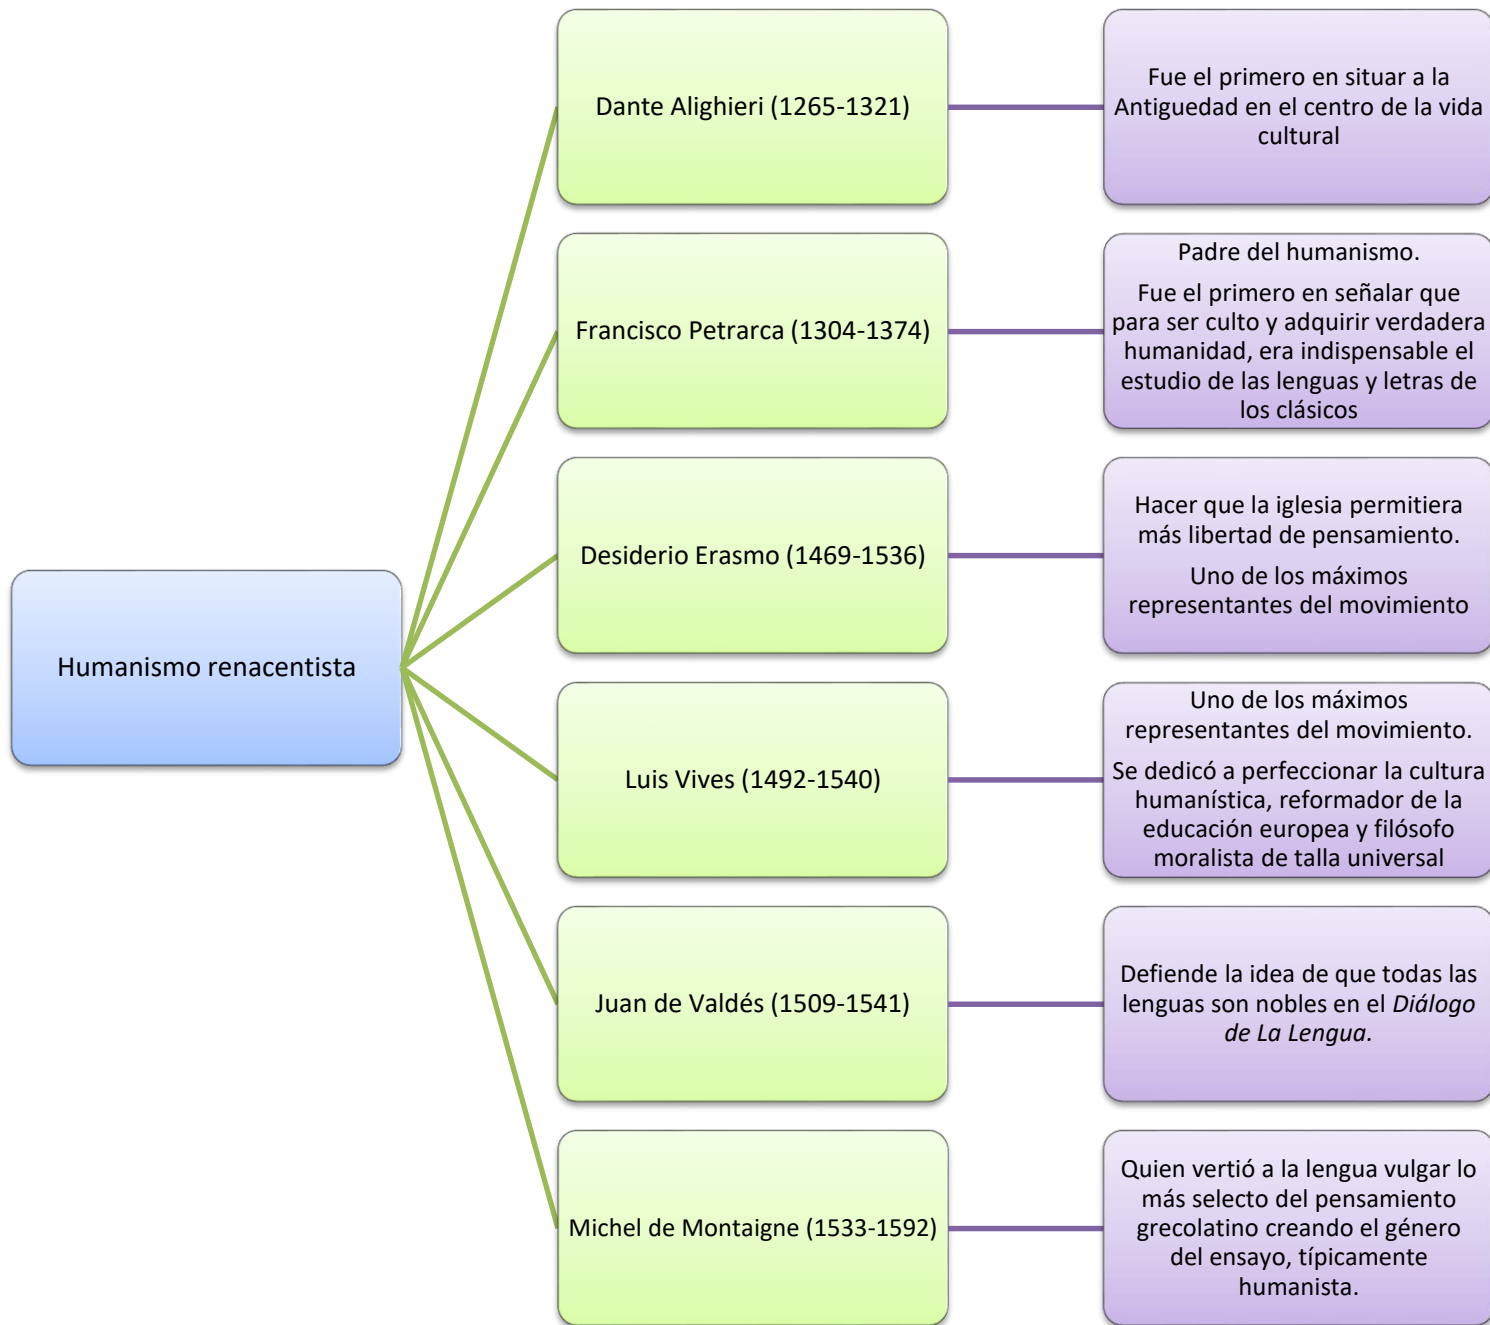 Humanismo renacentista
Dante Alighieri (1265-1321)
Fue el primero en situar a la
Antiguedad en el centro de la vida
cultural
Francisco Petrarca (1304-1374)
Padre del humanismo.
Fue el primero en señalar que
para ser culto y adquirir verdadera
humanidad, era indispensable el
estudio de las lenguas y letras de
los clásicos
Desiderio Erasmo (1469-1536)
Hacer que la iglesia permitiera
más libertad de pensamiento.
Uno de los máximos
representantes del movimiento
Luis Vives (1492-1540)
Uno de los máximos
representantes del movimiento.
Se dedicó a perfeccionar la cultura
humanística, reformador de la
educación europea y filósofo
moralista de talla universal
Juan de Valdés (1509-1541)
Defiende la idea de que todas las
lenguas son nobles en el Diálogo
de La Lengua.
Michel de Montaigne (1533-1592)
Quien vertió a la lengua vulgar lo
más selecto del pensamiento
grecolatino creando el género
del ensayo, típicamente
humanista.